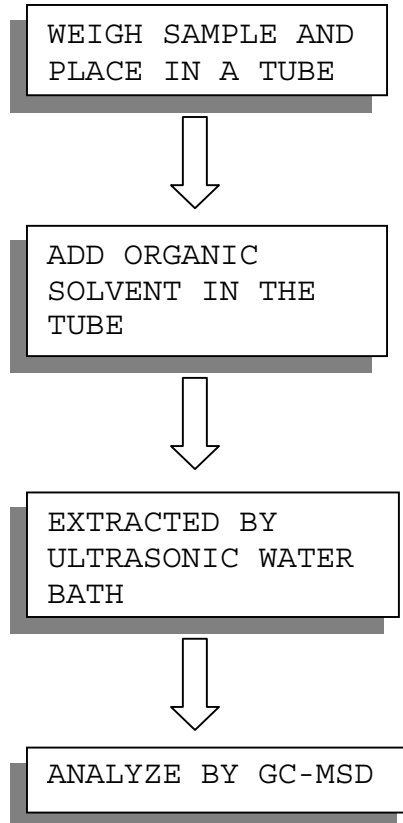 WEIGH SAMPLE AND
PLACE IN A TUBE
ADD ORGANIC
SOLVENT IN THE
TUBE
EXTRACTED BY
ULTRASONIC WATER
BATH
ANALYZE BY GC-MSD